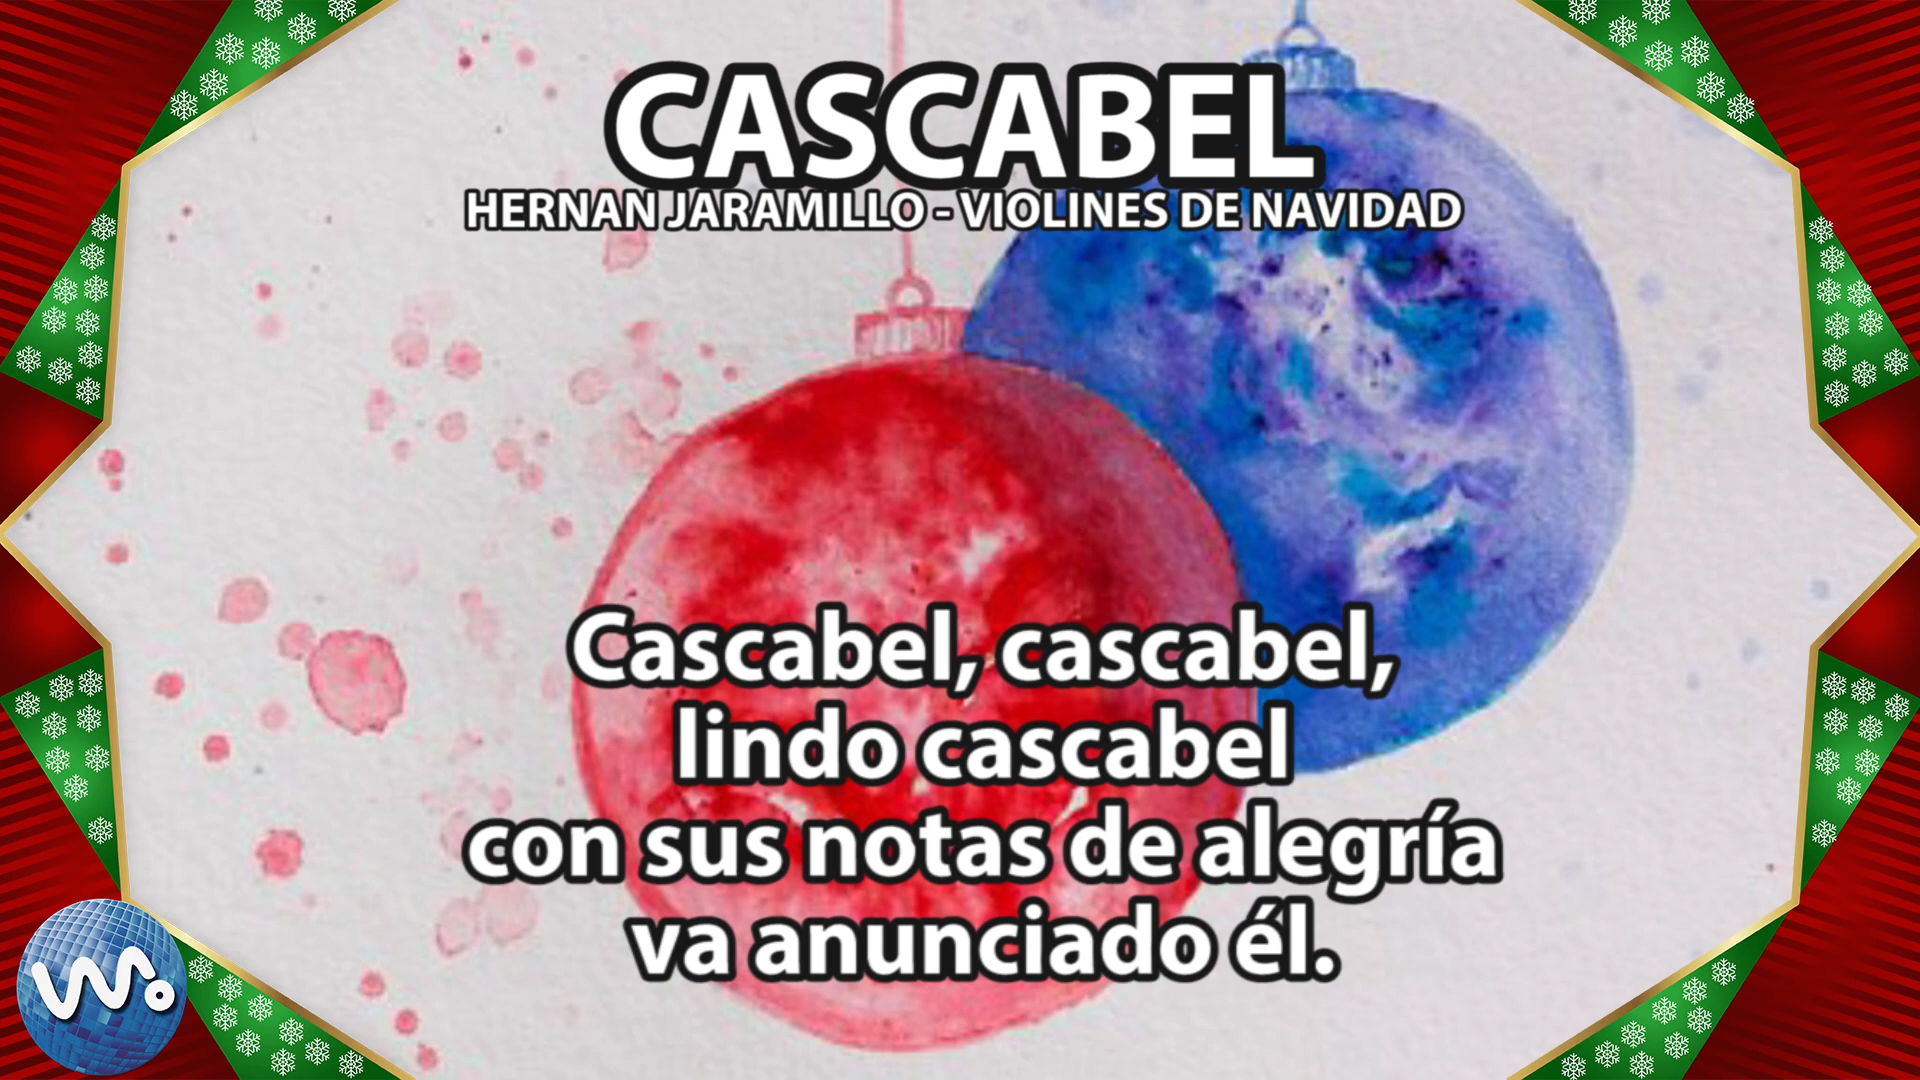 CASCABEL
HERNAN JARAMILLO - VIOLINES DE NAVIDAD
Cascabel, cascabel,
lindo cascabel
con sus notas de alegría
va anunciado él.